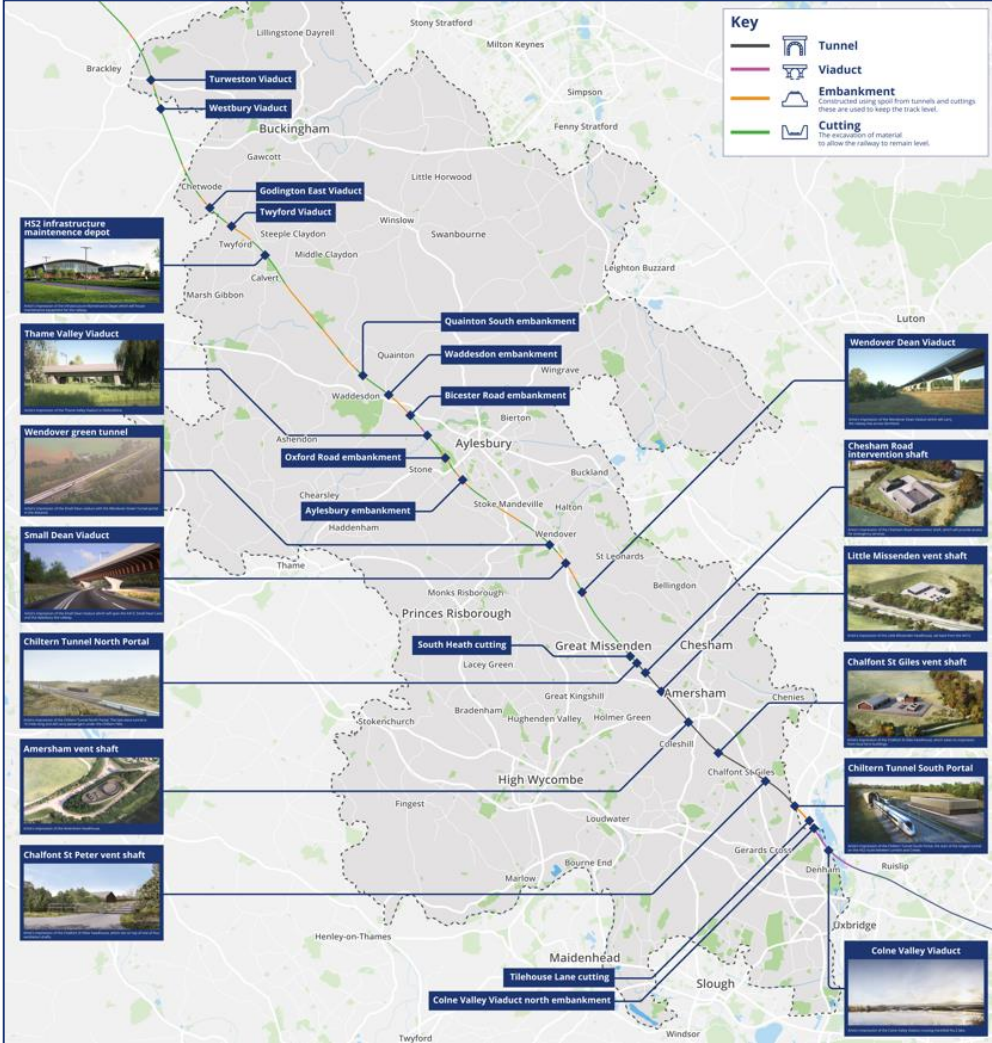 Key
Tunnel
Viaduct
Embankment
Constructed using spoil from tunnels and cuttings
these are used to keep the track level.
Cutting
The excavation of material
to allow the railway to remain level.
Stony Stratford
Lillingstone Dayrell
Milton Keynes
Brackley
Turweston Viaduct
Simpson
Westbury Viaduct
Buckingham
Fenny Stratford
Gawcott
Little Horwood
Chetwode
Godington East Viaduct
Twyford Viaduct
Winslow
Steeple Claydon
Swanbourne
Twyford
Middle Claydon
Calvert
Leighton Buzzard
Marsh Gibbon
HS2 infrastructure
maintenence depot
Luton
Quainton South embankment
Thame Valley Viaduct
Quainton
Waddesdon embankment
Wingrave
Waddesdon
Bicester Road embankment
Bierton
Wendover Dean Viaduct
Wendover green tunnel
Ashendon
Aylesbury
Oxford Road embankment
Stone
Buckland
Chearsley
Aylesbury embankment
Stoke Mandeville
Halton
Haddenham
Chesham Road
intervention shaft
Small Dean Viaduct
Wendover
Thame
St Leonards
Bellingdon
Monks Risborough
Princes Risborough
Little Missenden vent shaft
Chiltern Tunnel North Portal
South Heath cutting
Great Missenden
Chesham
Lacey Green
Chalfont St Giles vent shaft
Great Kingshill
Amersham
Chenies
Bradenham
Hughenden Valley
Holmer Green
Stokenchurch
Coleshill
Amersham vent shaft
High Wycombe
Chalfont St Giles
Chiltern Tunnel South Portal
Fingest
Loudwater
Chalfont St Peter vent shaft
Gerards Cross
Bourne End
Denham
Ruislip
Marlow
Uxbridge
Henley-on-Thames
Maidenhead
Colne Valley Viaduct
Tilehouse Lane cutting
Slough
Colne Valley Viaduct north embankment
Windsor
Twyford